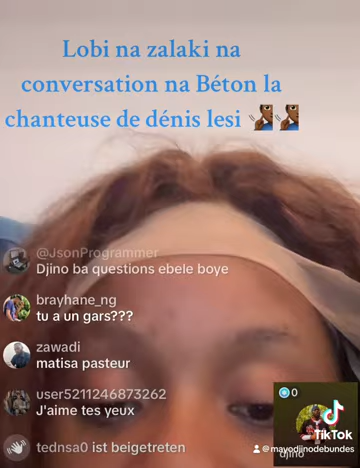 Lobi na zalaki na
conversation na Béton la
chanteuse de dénis lesi
@JsonProgrammer
Djino ba questions ebele boye
brayhane_ng
tu a un gars???
zawadi
matisa pasteur
user5211246873262
J'aime tes yeux
tednsa0 ist beigetreten
0
TikTok
djino
@mayodjinodebundes